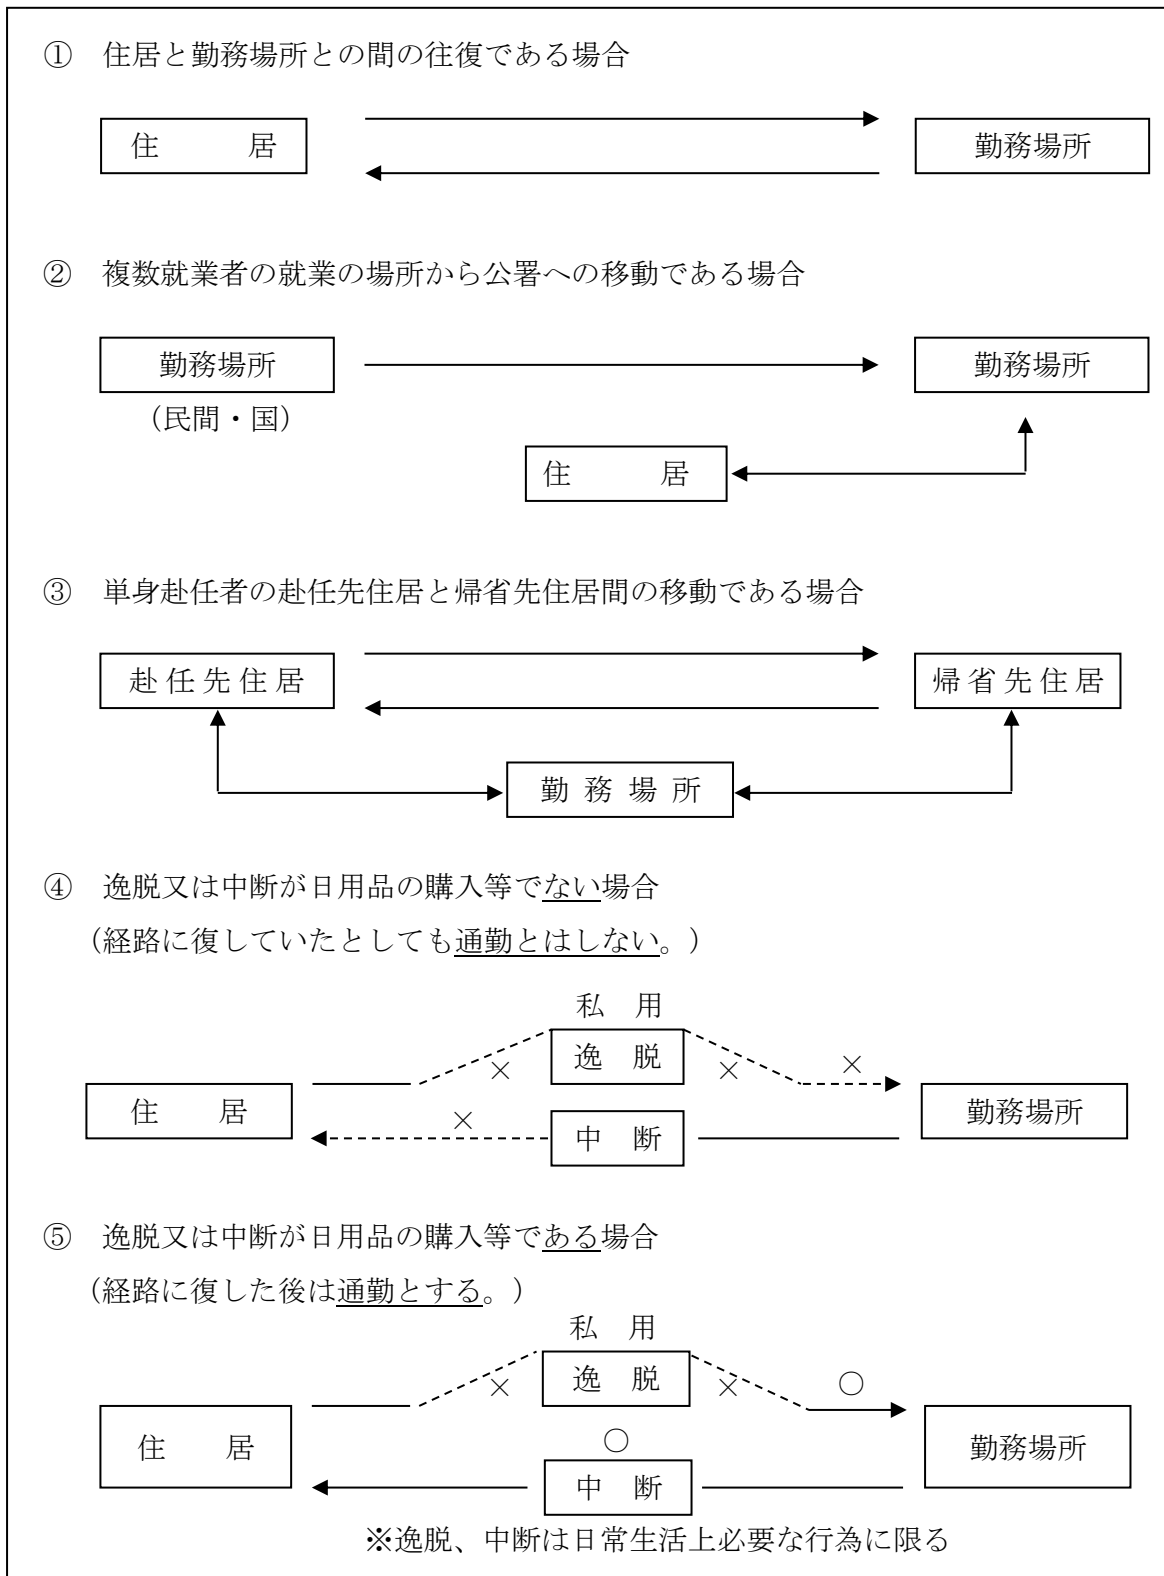 ① 住居と勤務場所との間の往復である場合
住 居
勤務場所
② 複数就業者の就業の場所から公署への移動である場合
勤務場所
勤務場所
（民間・国）
住 居
③ 単身赴任者の赴任先住居と帰省先住居間の移動である場合
赴任先住居
帰省先住居
勤務場所
④ 逸脱又は中断が日用品の購入等でない場合
（経路に復していたとしても通勤とはしない。）
私 用
逸 脱
× × ×
住 居
勤務場所
×
中 断
⑤ 逸脱又は中断が日用品の購入等である場合
（経路に復した後は通勤とする。）
私 用
逸 脱
× × ○
住 居
勤務場所
○
中 断
※逸脱、中断は日常生活上必要な行為に限る